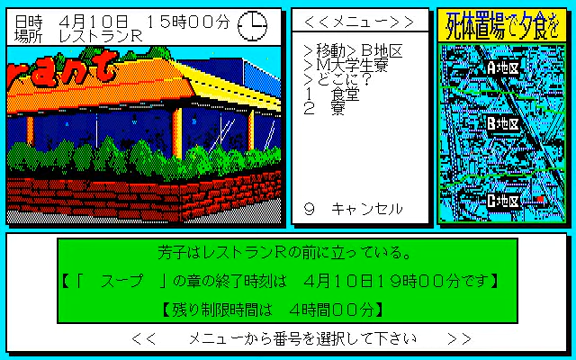 日時　4月10日　15時00分
場所　レストランR
rant
<<メニュー>>
>移動>B地区
>M大学生寮
>どこに？
1　食堂
2　寮
9　キャンセル
死体置場で夕食を
A地区
B地区
C地区
芳子はレストランRの前に立っている。
【「　スープ　」の章の終了時刻は　4月10日19時00分です】
【残り制限時間は　4時間00分】
<<　　メニューから番号を選択して下さい　　>>